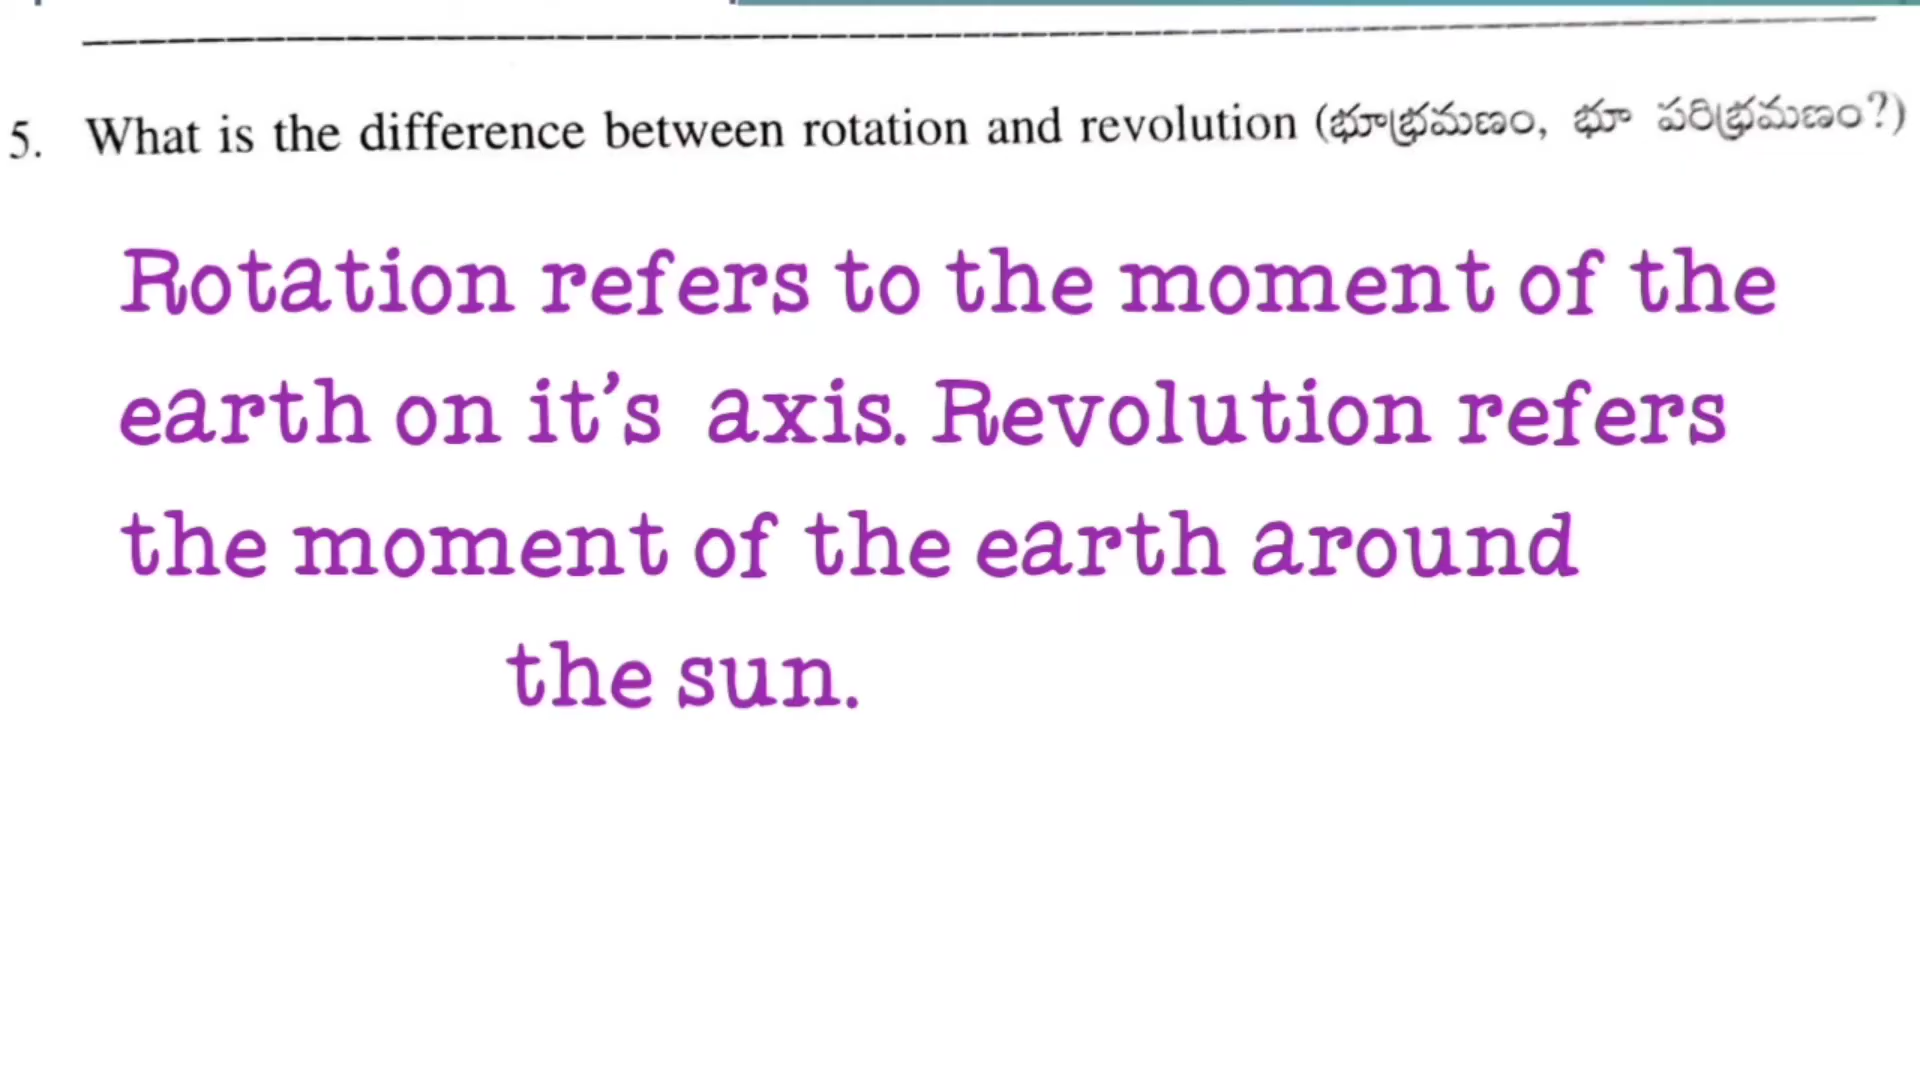 5. What is the difference between rotation and revolution (భూభ్రమణం, భూ పరిభ్రమణం?)
Rotation refers to the moment of the
earth on it's axis. Revolution refers
the moment of the earth around
the sun.